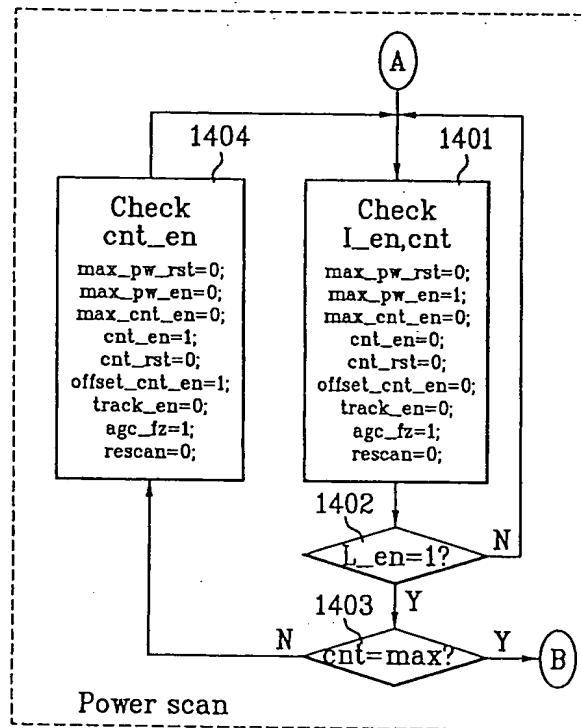 A
1404
Check
cnt_en
max_pw_rst=0;
max_pw_en=0;
max_cnt_en=0;
cnt_en=1;
cnt_rst=0;
offset_cnt_en=1;
track_en=0;
agc_fz=1;
rescan=0;
1401
Check
I_en,cnt
max_pw_rst=0;
max_pw_en=1;
max_cnt_en=0;
cnt_en=0;
cnt_rst=0;
offset_cnt_en=0;
track_en=0;
agc_fz=1;
rescan=0;
1402
L_en=1?
N
Y
1403
N
cnt=max?
Y
B
Power scan